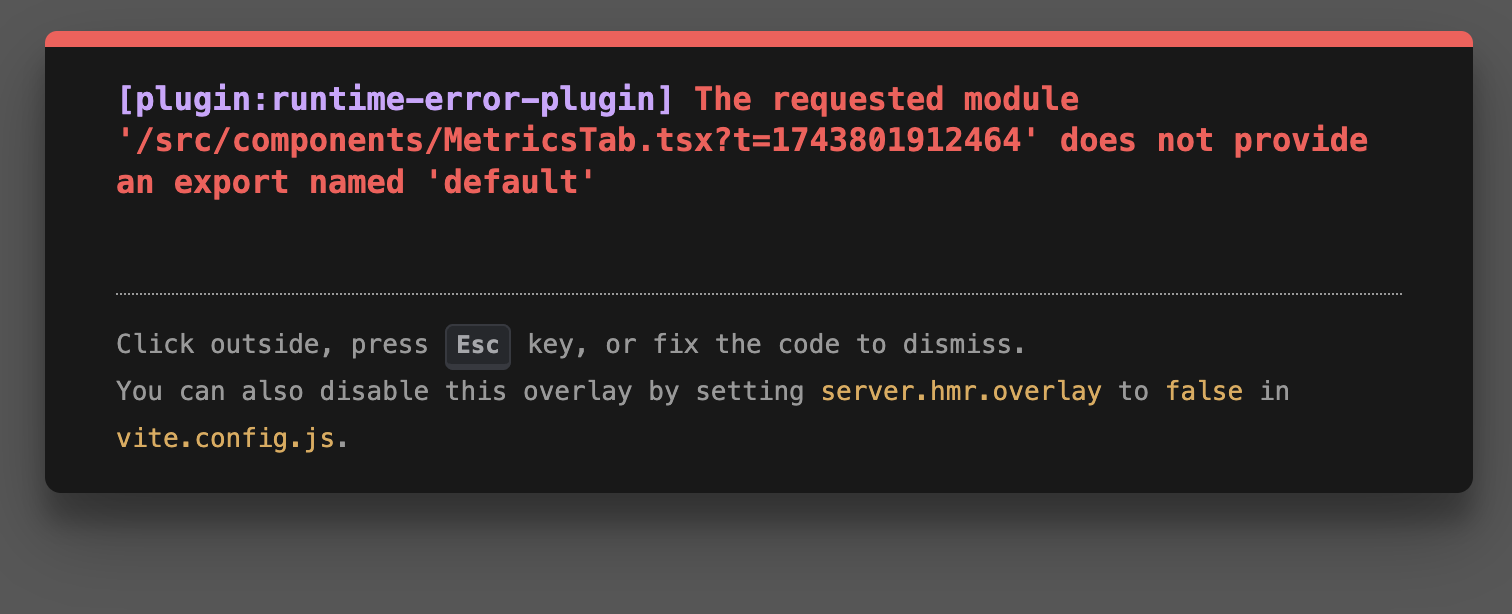 [plugin:runtime-error-plugin] The requested module
'/src/components/MetricsTab.tsx?t=1743801912464' does not provide
an export named 'default'
Click outside, press Esc key, or fix the code to dismiss.
You can also disable this overlay by setting server.hmr.overlay to false in
vite.config.js.